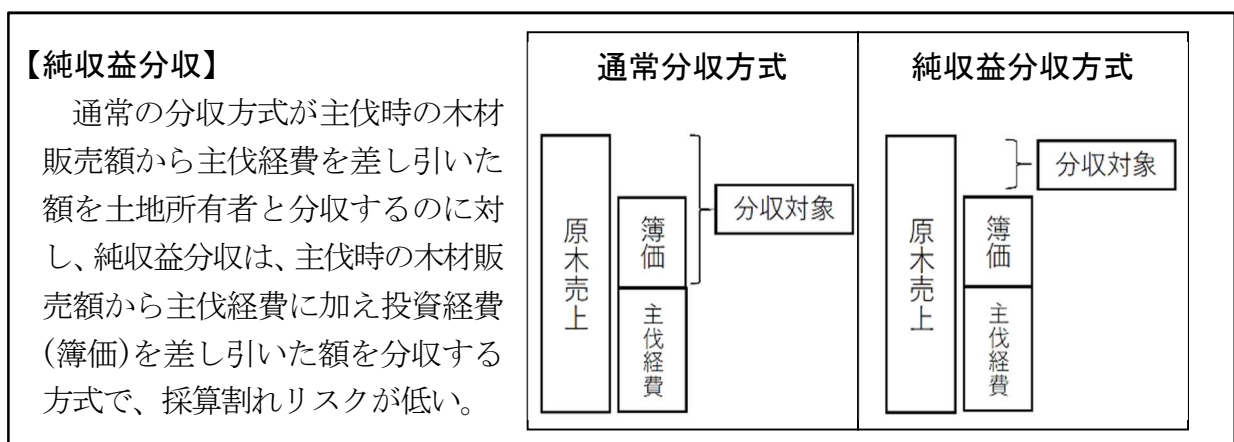 【純収益分収】
通常の分収方式が主伐時の木材
販売額から主伐経費を差し引いた
額を土地所有者と分収するのに対
し、純収益分収は、主伐時の木材販
売額から主伐経費に加え投資経費
(簿価)を差し引いた額を分収する
方式で、採算割れリスクが低い。
通常分収方式
原木売上
簿価
主伐経費
分収対象
純収益分収方式
原木売上
簿価
主伐経費
分収対象